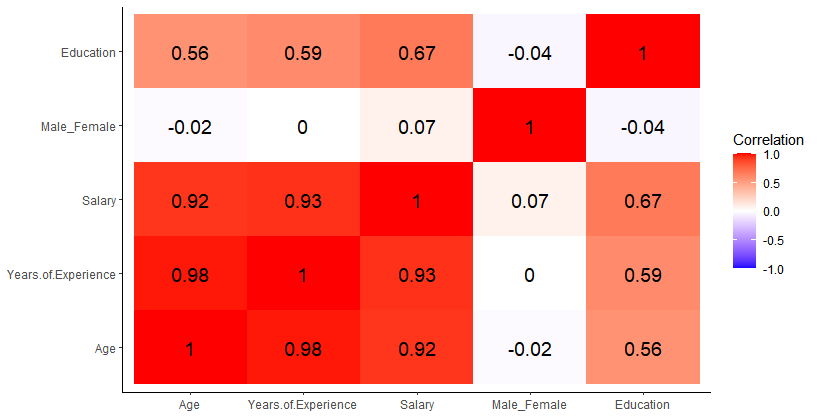 Education 0.56 0.59 0.67 -0.04 1
Male_Female -0.02 0 0.07 1 -0.04
Salary 0.92 0.93 1 0.07 0.67
Years.of.Experience 0.98 1 0.93 0 0.59
Age 1 0.98 0.92 -0.02 0.56
Age Years.of.Experience Salary Male_Female Education
Correlation
1.0
0.5
0.0
-0.5
-1.0